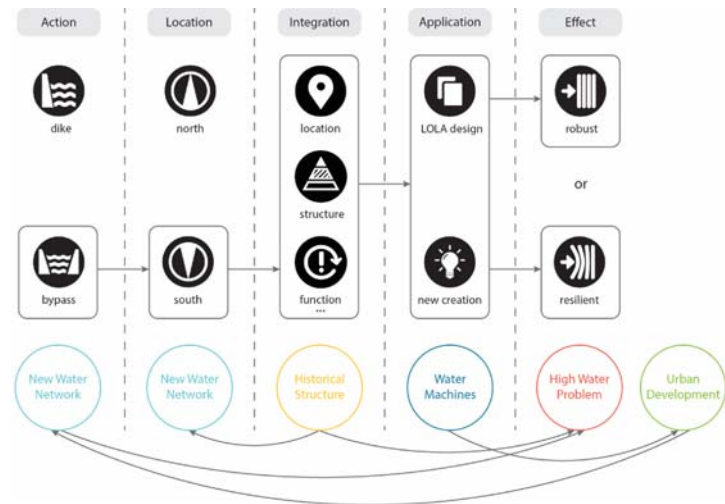 Action
Location
Integration
Application
Effect
dike
north
location
LOLA design
robust
structure
or
bypass
south
function
...
new creation
resilient
New Water
Network
New Water
Network
Historical
Structure
Water
Machines
High Water
Problem
Urban
Development